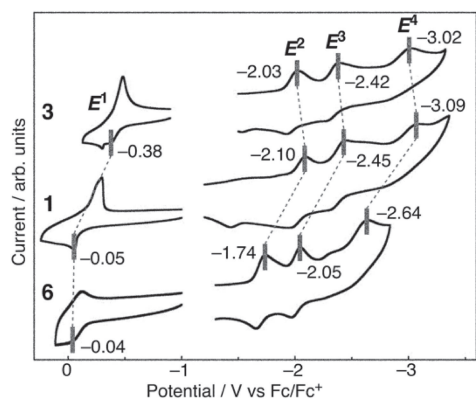 E² E³ E⁴
−3.02
−2.03
3 E¹ −2.42
−3.09
−0.38
−2.10
−2.45
1
−2.64
−0.05 −1.74
−2.05
6
−0.04
0 −1 −2 −3
Potential / V vs Fc/Fc⁺
Current / arb. units